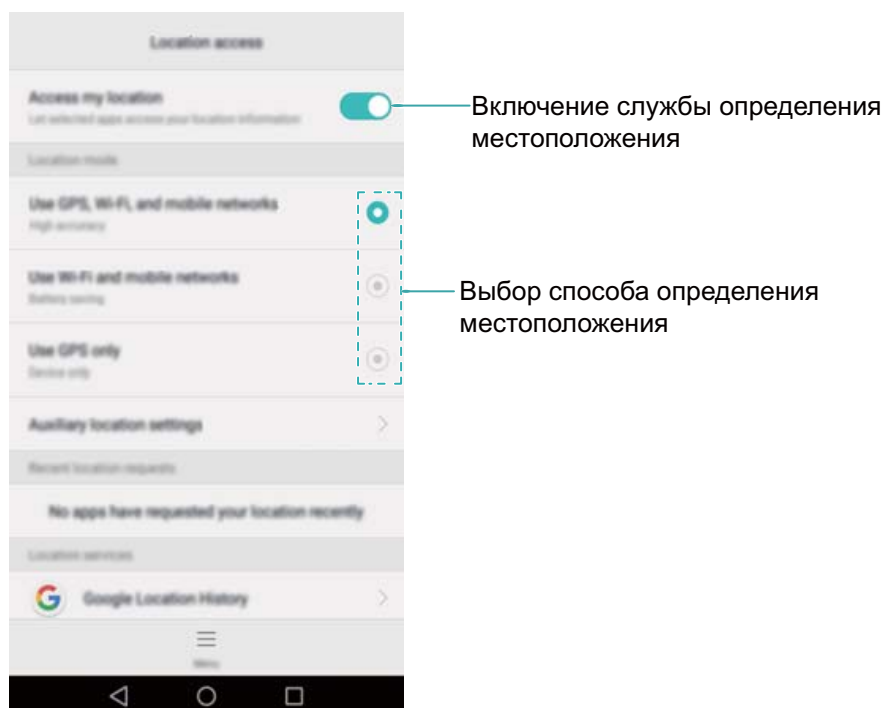 Location access
Access my location
Let selected apps access your location information
Включение службы определения
местоположения
Location mode
Use GPS, Wi-Fi, and mobile networks
High accuracy
Use Wi-Fi and mobile networks
Battery saving
Выбор способа определения
местоположения
Use GPS only
Device only
Auxiliary location settings
Recent location requests
No apps have requested your location recently
Location services
Google Location History
Menu